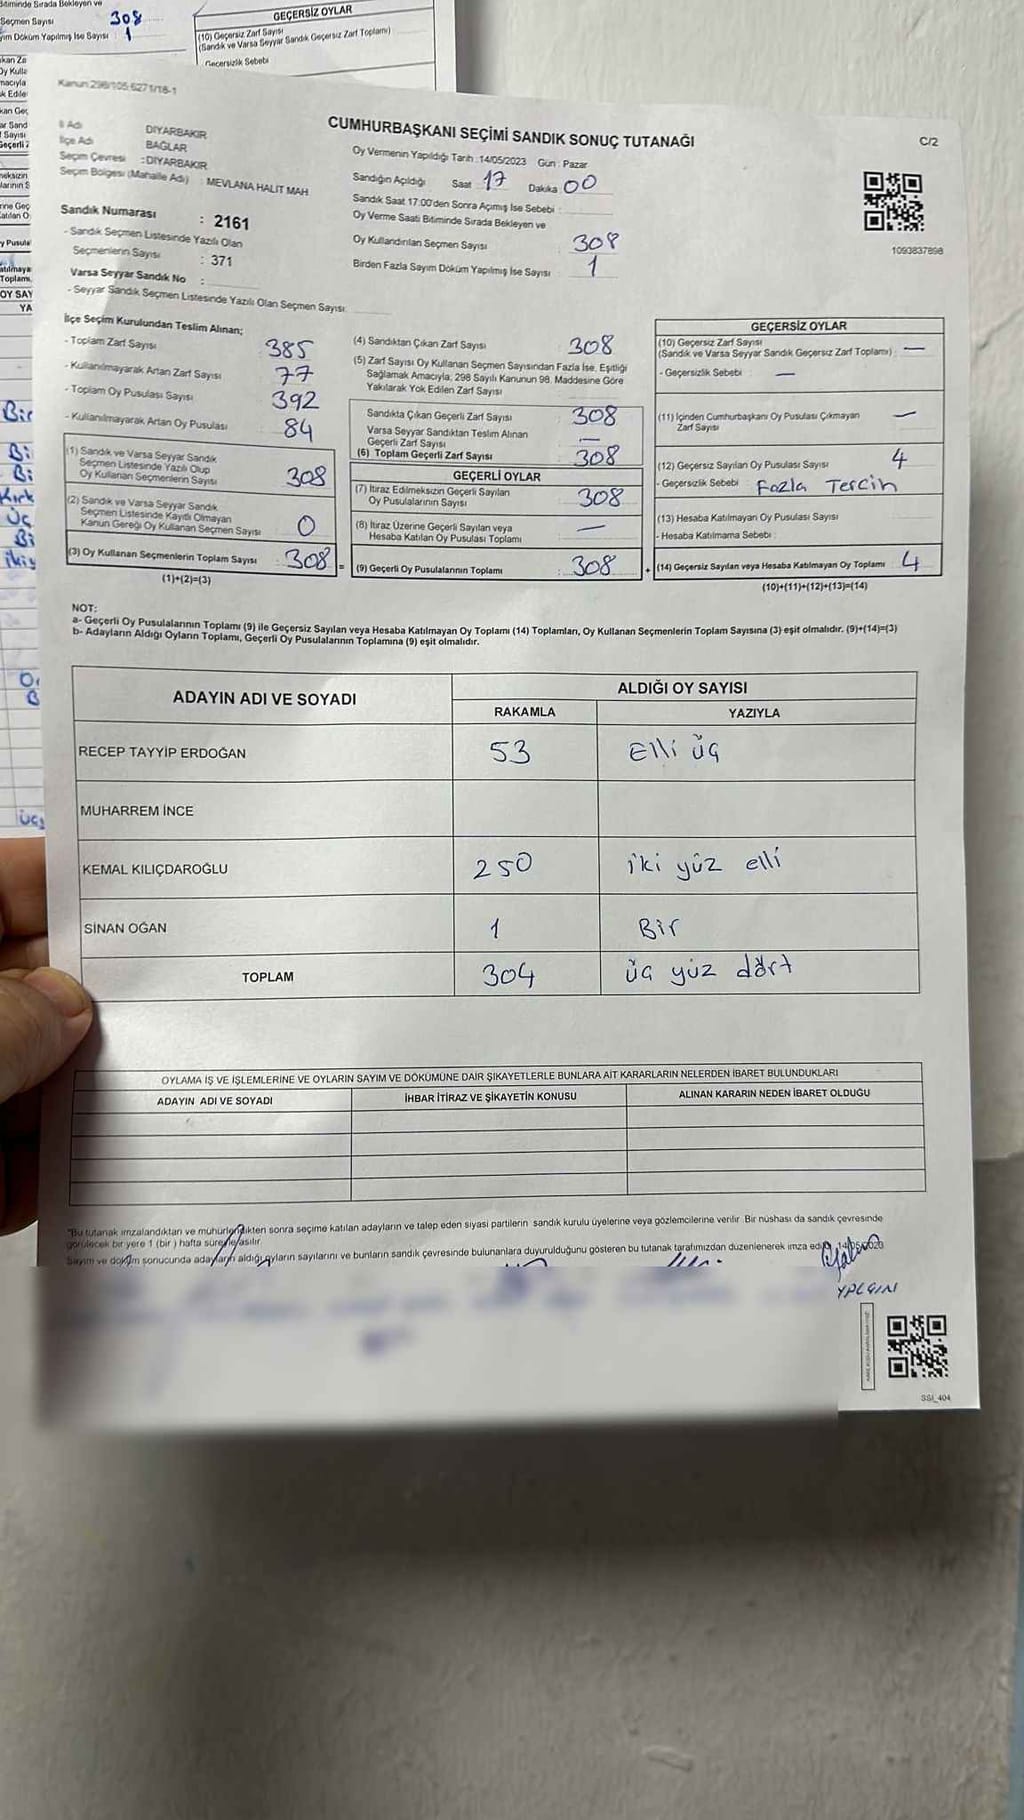 Bitiminde Sırada Bekleyen ve
Seçmen Sayısı 308
Döküm Yapılmış İse Sayısı : 1
GEÇERSİZ OYLAR
(10) Geçersiz Zarf Sayısı
(Sandık ve Varsa Seyyar Sandık Geçersiz Zarf Toplamı)
Geçersizlik Sebebi
Kanun:298/105;6271/18-1
CUMHURBAŞKANI SEÇİMİ SANDIK SONUÇ TUTANAĞI
C/2
İl Adı DİYARBAKIR
İlçe Adı BAĞLAR
Seçim Çevresi : DİYARBAKIR
Seçim Bölgesi (Mahalle Adı) : MEVLANA HALİT MAH
Sandık Numarası : 2161
- Sandık Seçmen Listesinde Yazılı Olan
Seçmenlerin Sayısı : 371
Varsa Seyyar Sandık No :
- Seyyar Sandık Seçmen Listesinde Yazılı Olan Seçmen Sayısı:
Oy Vermenin Yapıldığı Tarih :14/05/2023 Gün : Pazar
Sandığın Açıldığı Saat 17 Dakika 00
Sandık Saat 17:00'den Sonra Açımış İse Sebebi :
Oy Verme Saati Bitiminde Sırada Bekleyen ve
Oy Kullandırılan Seçmen Sayısı 308
Birden Fazla Sayım Döküm Yapılmış İse Sayısı 1
1093837898
İlçe Seçim Kurulundan Teslim Alınan;
- Toplam Zarf Sayısı 385
- Kullanılmayarak Artan Zarf Sayısı 77
- Toplam Oy Pusulası Sayısı 392
- Kullanılmayarak Artan Oy Pusulası 84
(1) Sandık ve Varsa Seyyar Sandık
Seçmen Listesinde Yazılı Olup
Oy Kullanan Seçmenlerin Sayısı 308
(2) Sandık ve Varsa Seyyar Sandık
Seçmen Listesinde Kayıtlı Olmayan
Kanun Gereği Oy Kullanan Seçmen Sayısı 0
(3) Oy Kullanan Seçmenlerin Toplam Sayısı 308 =
(1)+(2)=(3)
(4) Sandıktan Çıkan Zarf Sayısı 308
(5) Zarf Sayısı Oy Kullanan Seçmen Sayısından Fazla İse, Eşitliği
Sağlamak Amacıyla, 298 Sayılı Kanunun 98. Maddesine Göre
Yakılarak Yok Edilen Zarf Sayısı
Sandıkta Çıkan Geçerli Zarf Sayısı 308
Varsa Seyyar Sandıktan Teslim Alınan
Geçerli Zarf Sayısı —
(6) Toplam Geçerli Zarf Sayısı 308
GEÇERLİ OYLAR
(7) İtiraz Edilmeksizin Geçerli Sayılan
Oy Pusulalarının Sayısı 308
(8) İtiraz Üzerine Geçerli Sayılan veya
Hesaba Katılan Oy Pusulası Toplamı —
(9) Geçerli Oy Pusulalarının Toplamı : 308 +
GEÇERSİZ OYLAR
(10) Geçersiz Zarf Sayısı
(Sandık ve Varsa Seyyar Sandık Geçersiz Zarf Toplamı) : —
- Geçersizlik Sebebi : —
(11) İçinden Cumhurbaşkanı Oy Pusulası Çıkmayan
Zarf Sayısı —
(12) Geçersiz Sayılan Oy Pusulası Sayısı 4
- Geçersizlik Sebebi Fazla Tercih
(13) Hesaba Katılmayan Oy Pusulası Sayısı
- Hesaba Katılmama Sebebi :
(14) Geçersiz Sayılan veya Hesaba Katılmayan Oy Toplamı : 4
(10)+(11)+(12)+(13)=(14)
NOT:
a- Geçerli Oy Pusulalarının Toplamı (9) ile Geçersiz Sayılan veya Hesaba Katılmayan Oy Toplamı (14) Toplamları, Oy Kullanan Seçmenlerin Toplam Sayısına (3) eşit olmalıdır. (9)+(14)=(3)
b- Adayların Aldığı Oyların Toplamı, Geçerli Oy Pusulalarının Toplamına (9) eşit olmalıdır.
ADAYIN ADI VE SOYADI
ALDIĞI OY SAYISI
RAKAMLA YAZIYLA
RECEP TAYYİP ERDOĞAN 53 Elli üç
MUHARREM İNCE
KEMAL KILIÇDAROĞLU 250 iki yüz elli
SİNAN OĞAN 1 Bir
TOPLAM 304 üç yüz dört
OYLAMA İŞ VE İŞLEMLERİNE VE OYLARIN SAYIM VE DÖKÜMÜNE DAİR ŞİKAYETLERLE BUNLARA AİT KARARLARIN NELERDEN İBARET BULUNDUKLARI
ADAYIN ADI VE SOYADI İHBAR İTİRAZ VE ŞİKAYETİN KONUSU ALINAN KARARIN NEDEN İBARET OLDUĞU
"Bu tutanak imzalandıktan ve mühürlendikten sonra seçime katılan adayların ve talep eden siyasi partilerin sandık kurulu üyelerine veya gözlemcilerine verilir. Bir nüshası da sandık çevresinde
görülecek bir yere 1 (bir ) hafta süreyle asılır.
Sayım ve döküm sonucunda adayların aldığı oyların sayılarını ve bunların sandık çevresinde bulunanlara duyurulduğunu gösteren bu tutanak tarafımızdan düzenlenerek imza
SSI_404